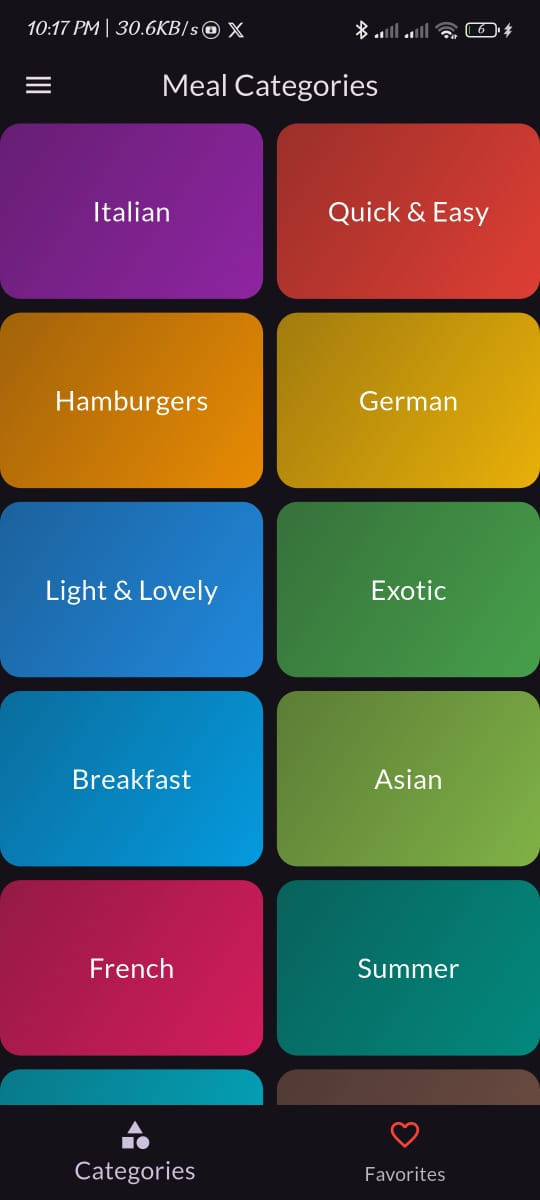 10:17 PM | 30.6KB/s 6
Meal Categories
Italian Quick & Easy
Hamburgers German
Light & Lovely Exotic
Breakfast Asian
French Summer
Categories Favorites